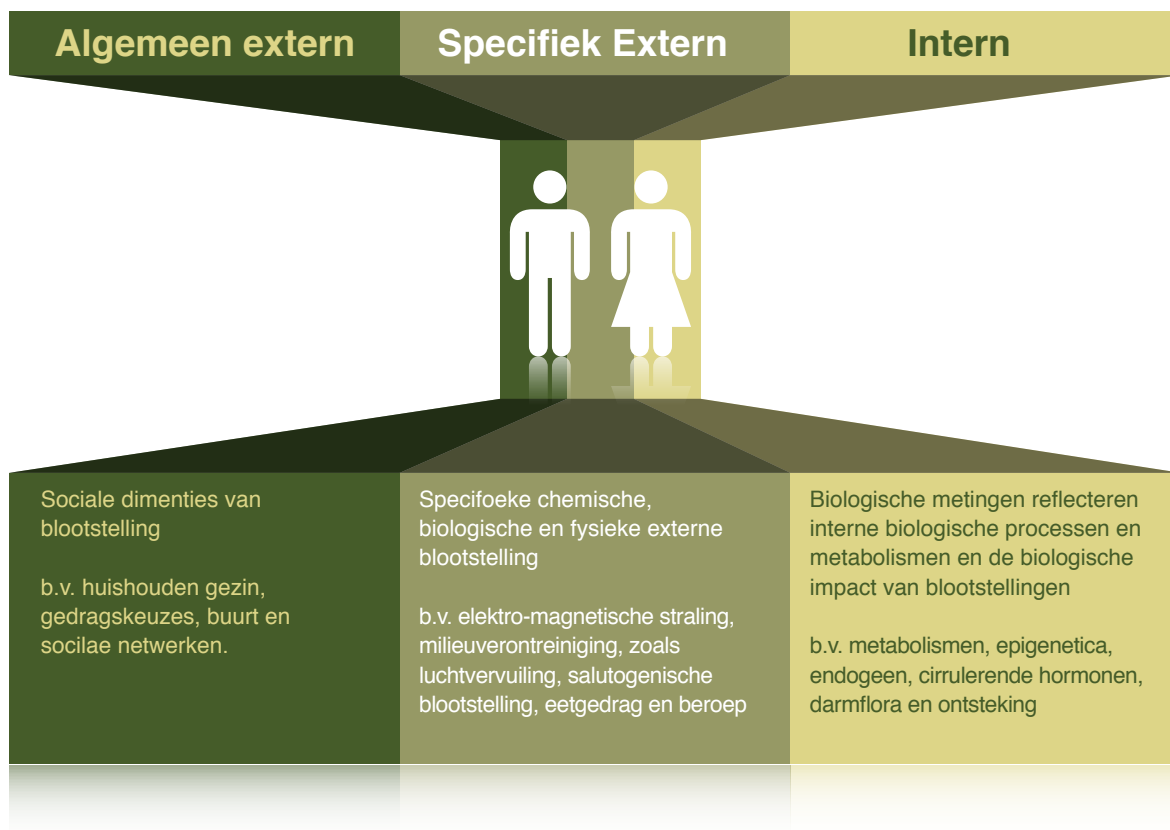 Algemeen extern
Specifiek Extern
Intern
Sociale dimenties van
blootstelling
b.v. huishouden gezin,
gedragskeuzes, buurt en
socilae netwerken.
Specifoeke chemische,
biologische en fysieke externe
blootstelling
b.v. elektro-magnetische straling,
milieuverontreiniging, zoals
luchtvervuiling, salutogenische
blootstelling, eetgedrag en beroep
Biologische metingen reflecteren
interne biologische processen en
metabolismen en de biologische
impact van blootstellingen
b.v. metabolismen, epigenetica,
endogeen, cirrulerende hormonen,
darmflora en ontsteking